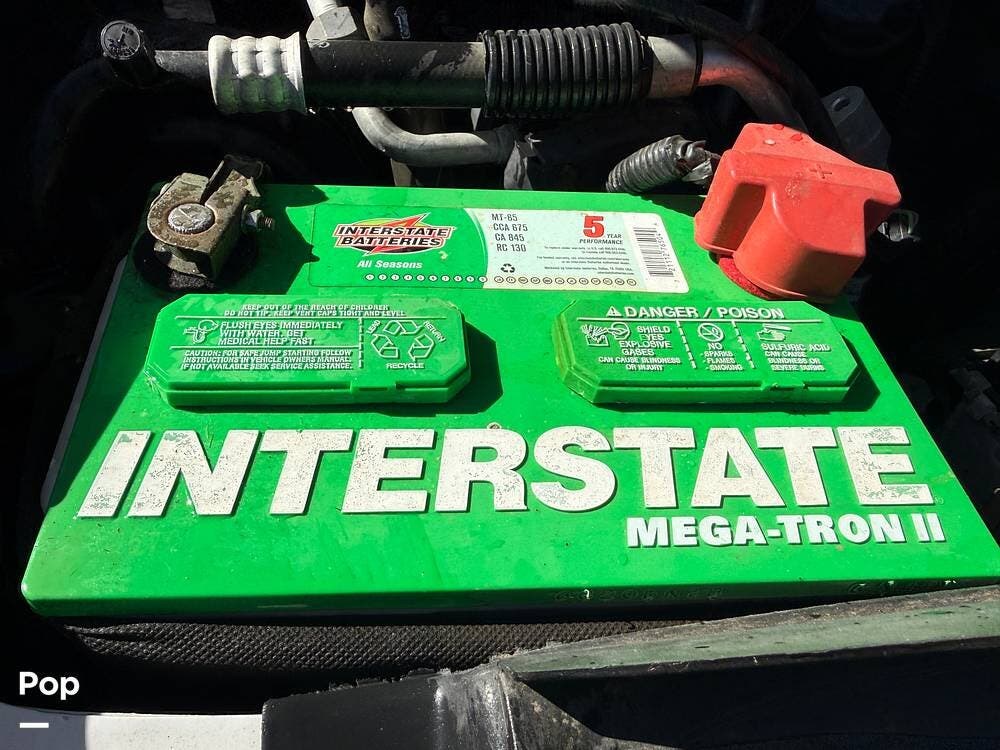 INTERSTATE
BATTERIES
All Seasons
MT-65
CCA 675
CA 845
RC 130
5 YEAR
PERFORMANCE
KEEP OUT OF THE REACH OF CHILDREN
DO NOT TIP. KEEP VENT CAPS TIGHT AND LEVEL
FLUSH EYES IMMEDIATELY
WITH WATER, GET
MEDICAL HELP FAST
CAUTION: FOR SAFE JUMP STARTING FOLLOW
INSTRUCTIONS IN VEHICLE OWNERS MANUAL.
IF NOT AVAILABLE SEEK SERVICE ASSISTANCE.
LEAD
RETURN
RECYCLE
DANGER / POISON
SHIELD
EYES
EXPLOSIVE
GASES
CAN CAUSE BLINDNESS
OR INJURY
NO
SPARKS
FLAMES
SMOKING
SULFURIC ACID
CAN CAUSE
BLINDNESS OR
SEVERE BURNS
INTERSTATE
MEGA-TRON II
Pop